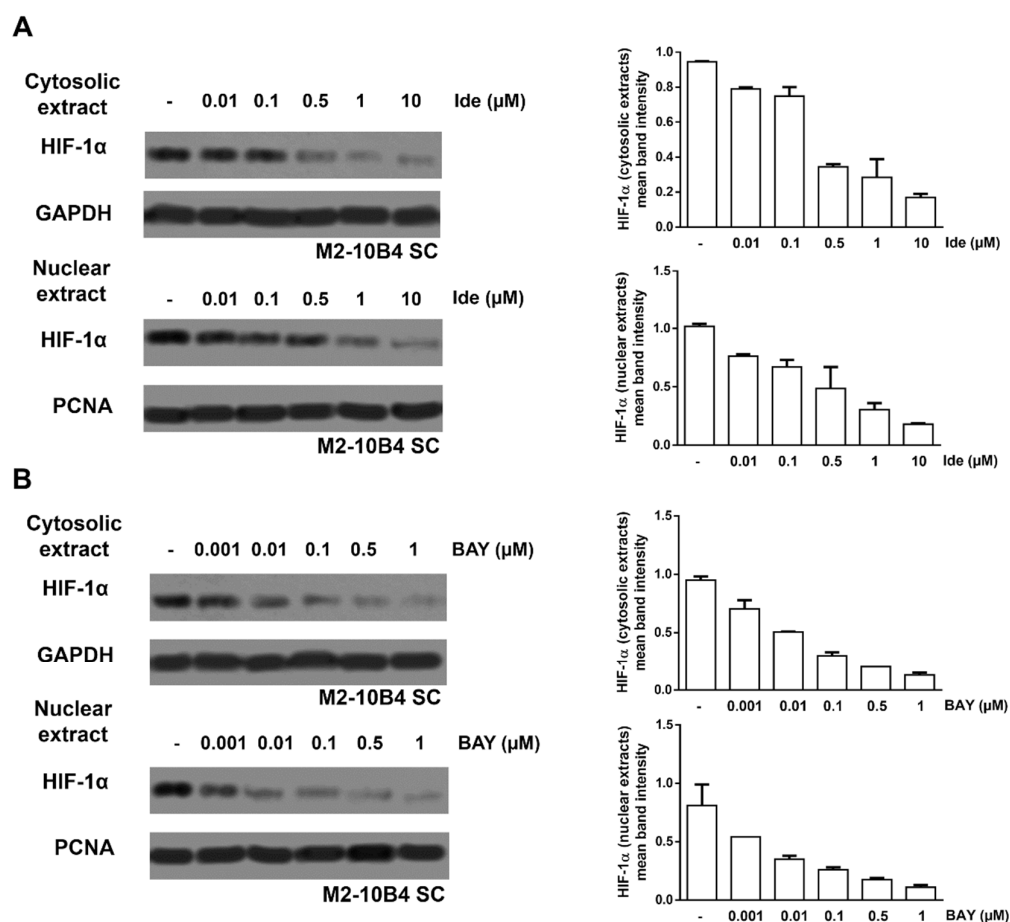 A
Cytosolic
extract
- 0.01 0.1 0.5 1 10 Ide (μM)
HIF-1α
GAPDH
M2-10B4 SC
Nuclear
extract
- 0.01 0.1 0.5 1 10 Ide (μM)
HIF-1α
PCNA
M2-10B4 SC
HIF-1α (cytosolic extracts)
mean band intensity
1.0
0.8
0.6
0.4
0.2
0.0
- 0.01 0.1 0.5 1 10 Ide (μM)
HIF-1α (nuclear extracts)
mean band intensity
1.5
1.0
0.5
0.0
- 0.01 0.1 0.5 1 10 Ide (μM)
B
Cytosolic
extract
- 0.001 0.01 0.1 0.5 1 BAY (μM)
HIF-1α
GAPDH
M2-10B4 SC
Nuclear
extract
- 0.001 0.01 0.1 0.5 1 BAY (μM)
HIF-1α
PCNA
M2-10B4 SC
HIF-1α (cytosolic extracts)
mean band intensity
1.5
1.0
0.5
0.0
- 0.001 0.01 0.1 0.5 1 BAY (μM)
HIF-1α (nuclear extracts)
mean band intensity
1.5
1.0
0.5
0.0
- 0.001 0.01 0.1 0.5 1 BAY (μM)